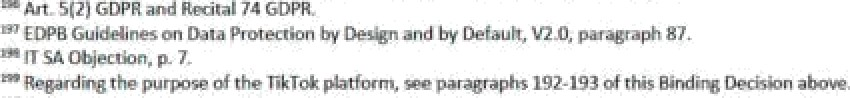 196 Art. 5(2) GDPR and Recital 74 GDPR.
197 EDPB Guidelines on Data Protection by Design and by Default, V2.0, paragraph 87.
198 IT SA Objection, p. 7.
199 Regarding the purpose of the TikTok platform, see paragraphs 192-193 of this Binding Decision above.